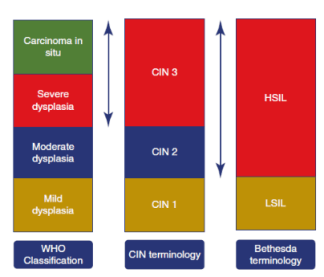 Carcinoma in
situ
Severe
dysplasia
Moderate
dysplasia
Mild
dysplasia
WHO
Classification
CIN 3
CIN 2
CIN 1
CIN terminology
HSIL
LSIL
Bethesda
terminology